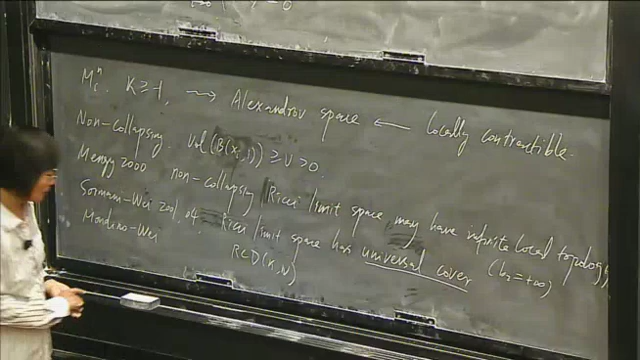 M_i^n. K ≥ -1, ⇝ Alexandrov space ← locally contractible.
Non-collapsing. vol(B(x_i,1)) ≥ v > 0.
Menguy 2000 non-collapsing Ricci limit space may have infinite local topology
(b_2 = +∞)
Sormani-Wei 2001, 04. Ricci limit space has universal cover
Mondino-Wei RCD(K,N)